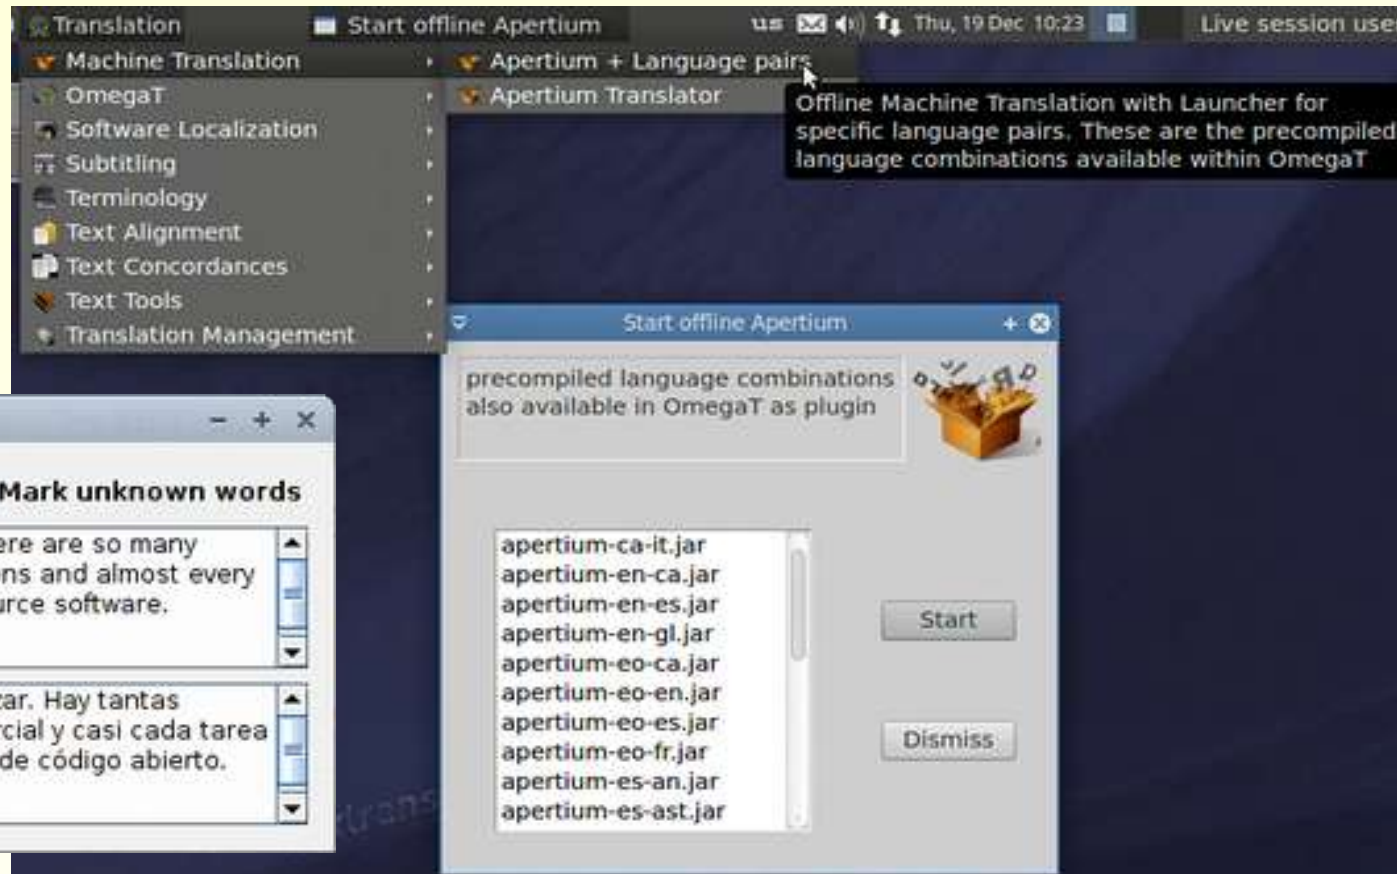 Translation
Start offline Apertium
us
Thu, 19 Dec 10:23
Live session user
Machine Translation
OmegaT
Software Localization
Subtitling
Terminology
Text Alignment
Text Concordances
Text Tools
Translation Management
Apertium + Language pairs
Apertium Translator
Offline Machine Translation with Launcher for
specific language pairs. These are the precompiled
language combinations available within OmegaT
Start offline Apertium
precompiled language combinations
also available in OmegaT as plugin
apertium-ca-it.jar
apertium-en-ca.jar
apertium-en-es.jar
apertium-en-gl.jar
apertium-eo-ca.jar
apertium-eo-en.jar
apertium-eo-es.jar
apertium-eo-fr.jar
apertium-es-an.jar
apertium-es-ast.jar
Start
Dismiss
Mark unknown words
ere are so many
ns and almost every
urce software.
zar. Hay tantas
rcial y casi cada tarea
de código abierto.